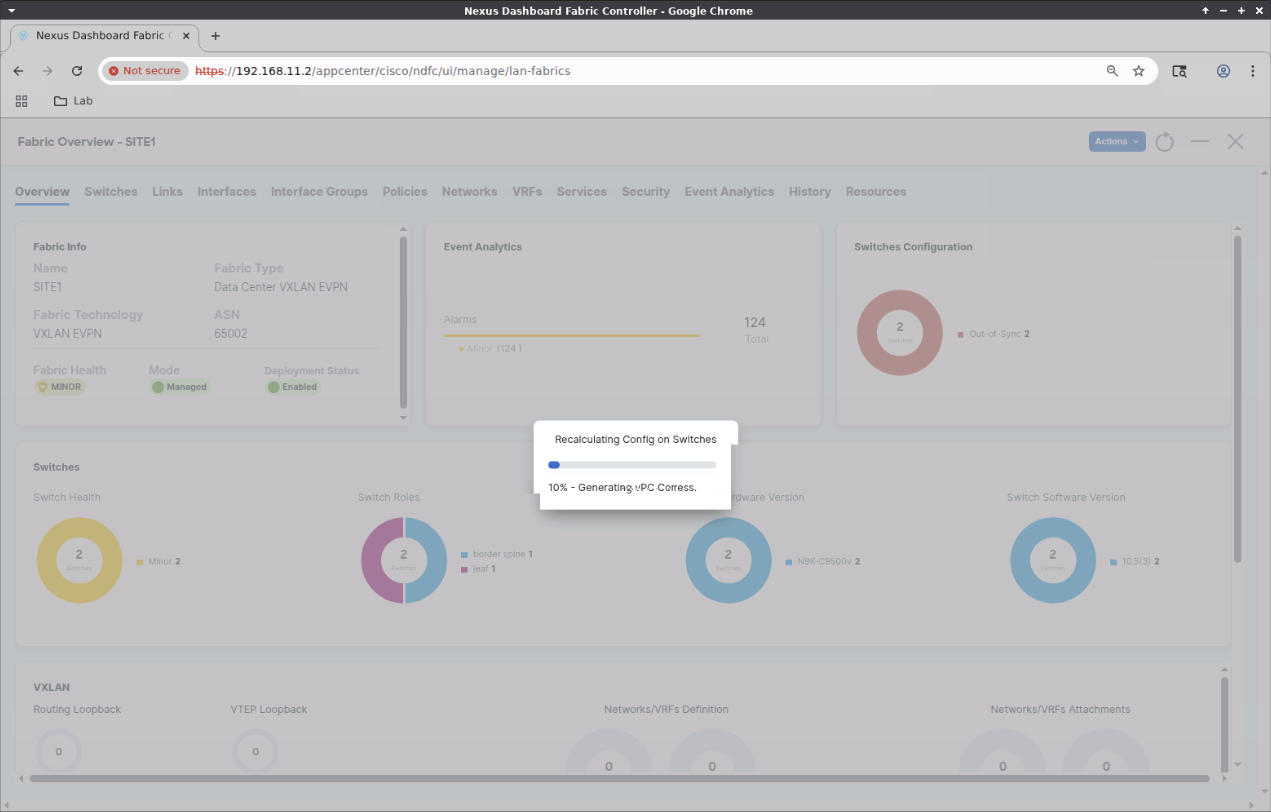 Nexus Dashboard Fabric Controller - Google Chrome
Nexus Dashboard Fabric
Not secure
https://192.168.11.2/appcenter/cisco/ndfc/ui/manage/lan-fabrics
Lab
Fabric Overview - SITE1
Actions
Overview Switches Links Interfaces Interface Groups Policies Networks VRFs Services Security Event Analytics History Resources
Fabric Info
Name Fabric Type
SITE1 Data Center VXLAN EVPN
Fabric Technology ASN
VXLAN EVPN 65002
Fabric Health Mode Deployment Status
MINOR Managed Enabled
Event Analytics
Alarms
Minor (124)
124
Total
Switches Configuration
2
Switches
Out-of-Sync 2
Recalculating Config on Switches
10% - Generating vPC
Switches
Switch Health Switch Roles Version Switch Software Version
2
Switches
Minor 2
2
Switches
border spine 1
leaf 1
2
Switches
N9K-C9500v 2
2
Switches
10.5(3) 2
VXLAN
Routing Loopback VTEP Loopback Networks/VRFs Definition Networks/VRFs Attachments
0 0 0 0 0 0